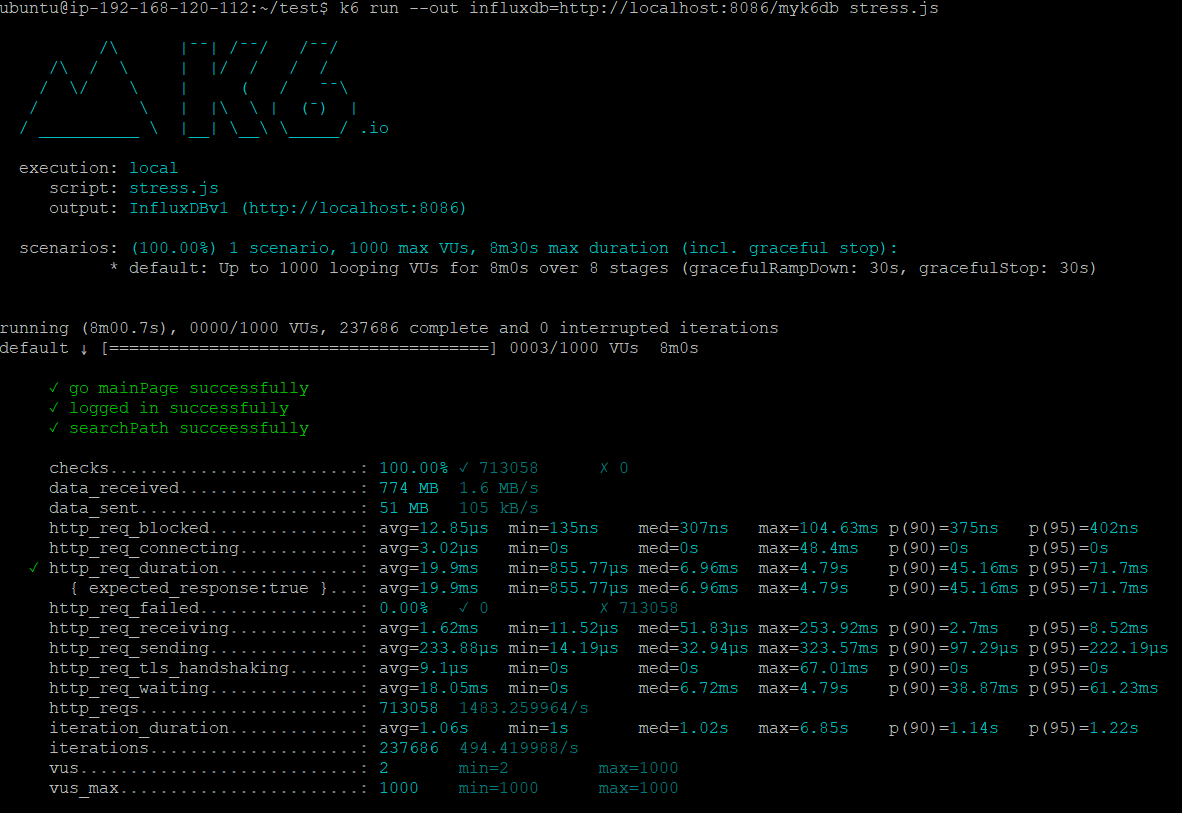 ubuntu@ip-192-168-120-112:~/test$ k6 run --out influxdb=http://localhost:8086/myk6db stress.js
          /\      |‾‾| /‾‾/   /‾‾/
     /\  /  \     |  |/  /   /  /
    /  \/    \    |     (   /   ‾‾\
   /          \   |  |\  \ |  (‾)  |
  / __________ \  |__| \__\ \_____/ .io
  execution: local
     script: stress.js
     output: InfluxDBv1 (http://localhost:8086)
  scenarios: (100.00%) 1 scenario, 1000 max VUs, 8m30s max duration (incl. graceful stop):
           * default: Up to 1000 looping VUs for 8m0s over 8 stages (gracefulRampDown: 30s, gracefulStop: 30s)
running (8m00.7s), 0000/1000 VUs, 237686 complete and 0 interrupted iterations
default ↓ [======================================] 0003/1000 VUs  8m0s
     ✓ go mainPage successfully
     ✓ logged in successfully
     ✓ searchPath succeessfully
     checks.........................: 100.00% ✓ 713058      ✗ 0
     data_received..................: 774 MB  1.6 MB/s
     data_sent......................: 51 MB   105 kB/s
     http_req_blocked...............: avg=12.85µs  min=135ns    med=307ns   max=104.63ms p(90)=375ns   p(95)=402ns
     http_req_connecting............: avg=3.02µs   min=0s       med=0s      max=48.4ms   p(90)=0s      p(95)=0s
   ✓ http_req_duration..............: avg=19.9ms   min=855.77µs med=6.96ms  max=4.79s    p(90)=45.16ms p(95)=71.7ms
       { expected_response:true }...: avg=19.9ms   min=855.77µs med=6.96ms  max=4.79s    p(90)=45.16ms p(95)=71.7ms
     http_req_failed................: 0.00%   ✓ 0           ✗ 713058
     http_req_receiving.............: avg=1.62ms   min=11.52µs  med=51.83µs max=253.92ms p(90)=2.7ms   p(95)=8.52ms
     http_req_sending...............: avg=233.88µs min=14.19µs  med=32.94µs max=323.57ms p(90)=97.29µs p(95)=222.19µs
     http_req_tls_handshaking.......: avg=9.1µs    min=0s       med=0s      max=67.01ms  p(90)=0s      p(95)=0s
     http_req_waiting...............: avg=18.05ms  min=0s       med=6.72ms  max=4.79s    p(90)=38.87ms p(95)=61.23ms
     http_reqs......................: 713058  1483.259964/s
     iteration_duration.............: avg=1.06s    min=1s       med=1.02s   max=6.85s    p(90)=1.14s   p(95)=1.22s
     iterations.....................: 237686  494.419988/s
     vus............................: 2       min=2         max=1000
     vus_max........................: 1000    min=1000      max=1000